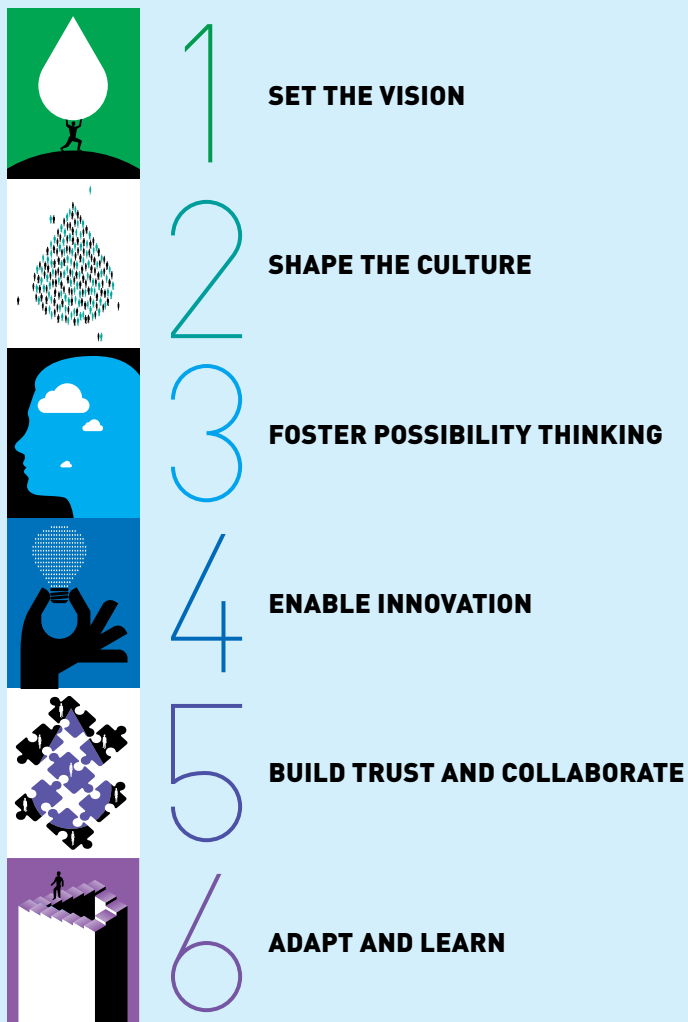 1
SET THE VISION
2
SHAPE THE CULTURE
3
FOSTER POSSIBILITY THINKING
4
ENABLE INNOVATION
5
BUILD TRUST AND COLLABORATE
6
ADAPT AND LEARN